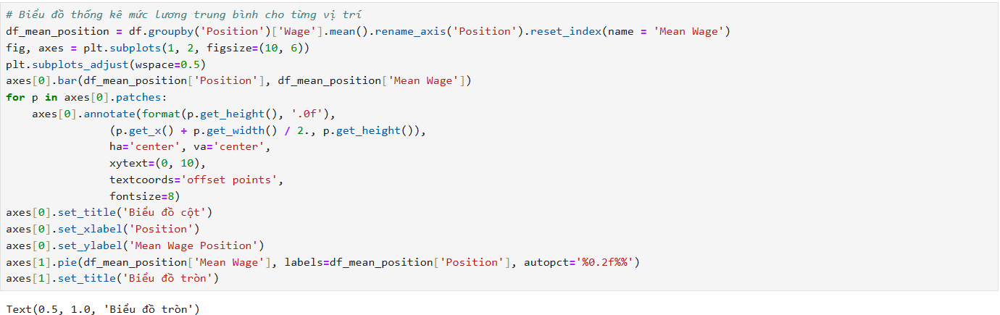 # Biểu đồ thống kê mức lương trung bình cho từng vị trí
df_mean_position = df.groupby('Position')['Wage'].mean().rename_axis('Position').reset_index(name = 'Mean Wage')
fig, axes = plt.subplots(1, 2, figsize=(10, 6))
plt.subplots_adjust(wspace=0.5)
axes[0].bar(df_mean_position['Position'], df_mean_position['Mean Wage'])
for p in axes[0].patches:
    axes[0].annotate(format(p.get_height(), '.0f'),
                (p.get_x() + p.get_width() / 2., p.get_height()),
                ha='center', va='center',
                xytext=(0, 10),
                textcoords='offset points',
                fontsize=8)
axes[0].set_title('Biểu đồ cột')
axes[0].set_xlabel('Position')
axes[0].set_ylabel('Mean Wage Position')
axes[1].pie(df_mean_position['Mean Wage'], labels=df_mean_position['Position'], autopct='%0.2f%%')
axes[1].set_title('Biểu đồ tròn')
Text(0.5, 1.0, 'Biểu đồ tròn')